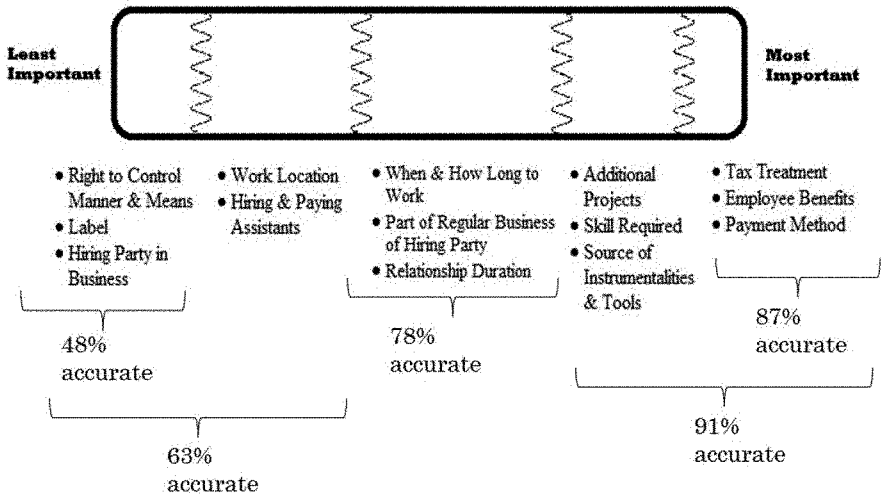 Least
Important
Most
Important
• Right to Control
Manner & Means
• Label
• Hiring Party in
Business
• Work Location
• Hiring & Paying
Assistants
• When & How Long to
Work
• Part of Regular Business
of Hiring Party
• Relationship Duration
• Additional
Projects
• Skill Required
• Source of
Instrumentalities
& Tools
• Tax Treatment
• Employee Benefits
• Payment Method
48%
accurate
78%
accurate
87%
accurate
63%
accurate
91%
accurate